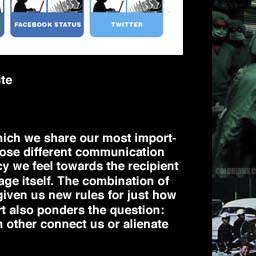 FACEBOOK STATUS
TWITTER
te
hich we share our most import-
ose different communication
cy we feel towards the recipient
age itself. The combination of
given us new rules for just how
rt also ponders the question:
h other connect us or alienate